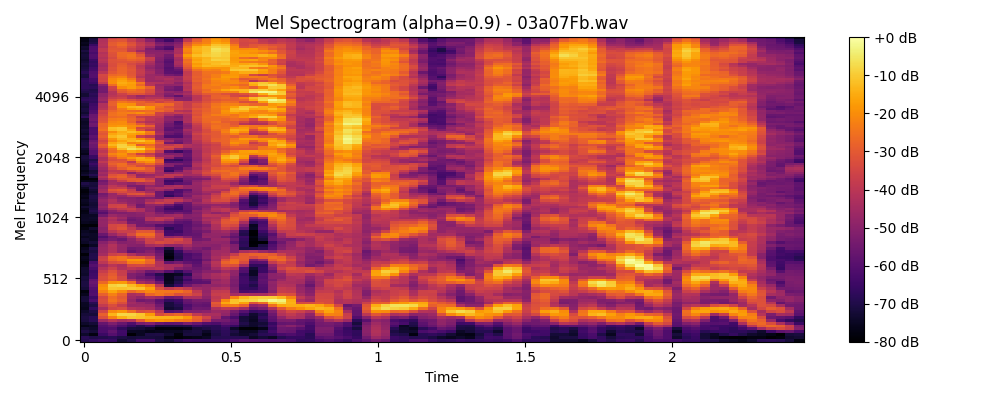 Mel Spectrogram (alpha=0.9) - 03a07Fb.wav
Mel Frequency
4096
2048
1024
512
0
0
0.5
1
1.5
2
Time
+0 dB
-10 dB
-20 dB
-30 dB
-40 dB
-50 dB
-60 dB
-70 dB
-80 dB